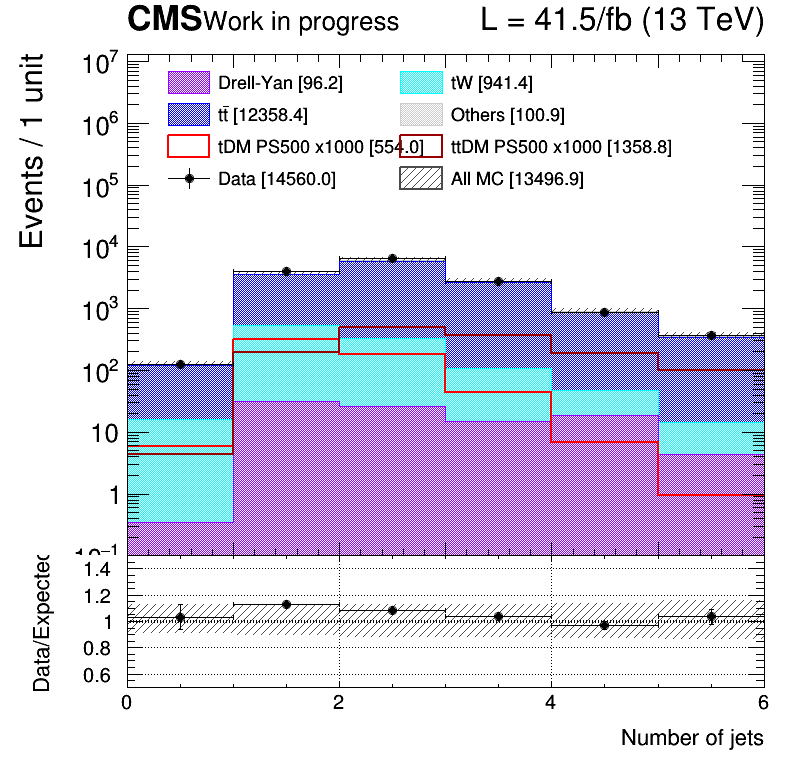 CMS Work in progress L = 41.5/fb (13 TeV)
Events / 1 unit
10⁷
10⁶
10⁵
10⁴
10³
10²
10
1
10⁻¹
Drell-Yan [96.2] tW [941.4]
tt̄ [12358.4] Others [100.9]
tDM PS500 x1000 [554.0] ttDM PS500 x1000 [1358.8]
Data [14560.0] All MC [13496.9]
Data/Expected
1.4
1.2
1
0.8
0.6
0 2 4 6
Number of jets